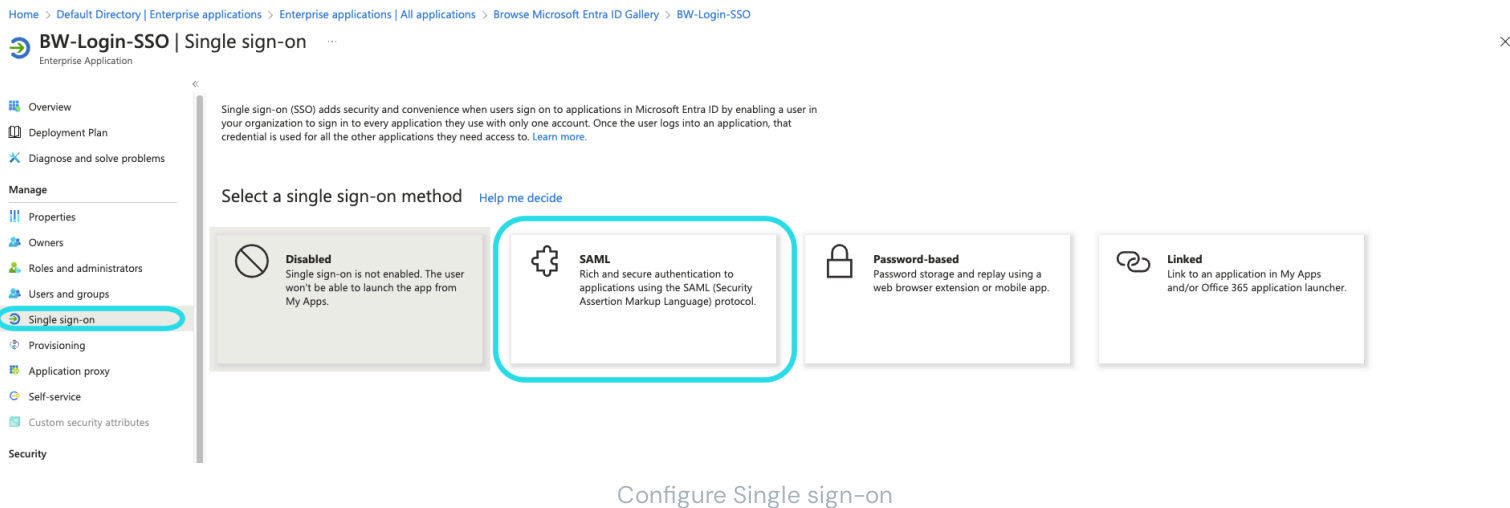 Home > Default Directory | Enterprise applications > Enterprise applications | All applications > Browse Microsoft Entra ID Gallery > BW-Login-SSO
BW-Login-SSO | Single sign-on ...
Enterprise Application
«
Overview
Deployment Plan
Diagnose and solve problems
Manage
Properties
Owners
Roles and administrators
Users and groups
Single sign-on
Provisioning
Application proxy
Self-service
Custom security attributes
Security
Single sign-on (SSO) adds security and convenience when users sign on to applications in Microsoft Entra ID by enabling a user in
your organization to sign in to every application they use with only one account. Once the user logs into an application, that
credential is used for all the other applications they need access to. Learn more.
Select a single sign-on method Help me decide
Disabled
Single sign-on is not enabled. The user
won't be able to launch the app from
My Apps.
SAML
Rich and secure authentication to
applications using the SAML (Security
Assertion Markup Language) protocol.
Password-based
Password storage and replay using a
web browser extension or mobile app.
Linked
Link to an application in My Apps
and/or Office 365 application launcher.
Configure Single sign-on